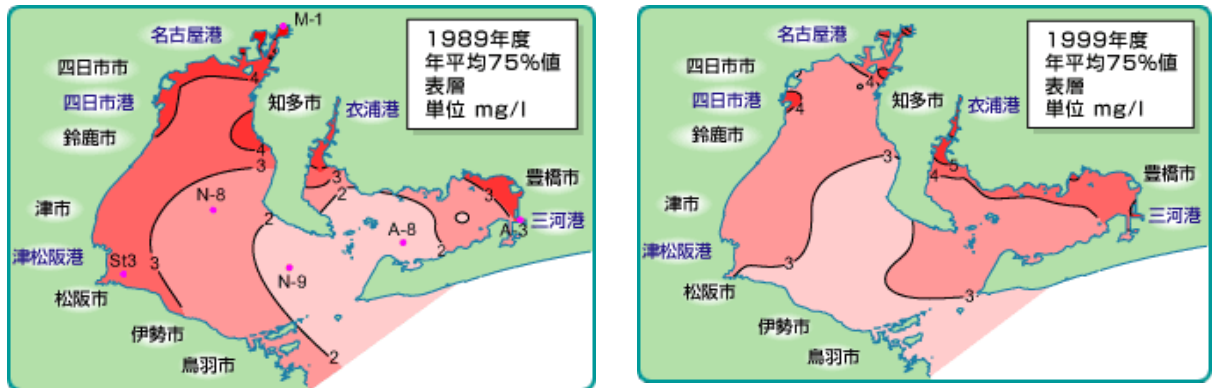 M-1
名古屋港
1989年度
年平均75%値
表層
単位 mg/l
四日市市
四日市港
4
知多市
衣浦港
鈴鹿市
4
3
3
3
豊橋市
N-8
2
津市
2
A-8
A-3
三河港
2
津松阪港
St3
3
N-9
松阪市
伊勢市
鳥羽市
2
名古屋港
1999年度
年平均75%値
表層
単位 mg/l
四日市市
4
四日市港
4
知多市
衣浦港
鈴鹿市
3
5
4
豊橋市
津市
三河港
津松阪港
3
松阪市
3
伊勢市
鳥羽市